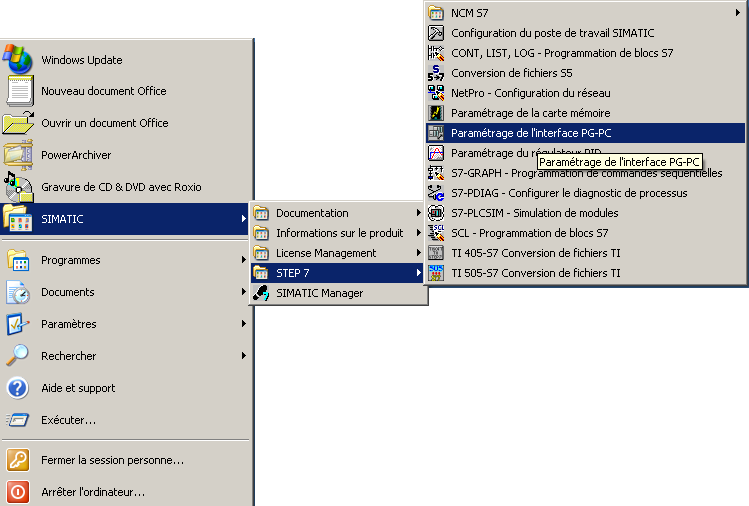 Windows Update
Nouveau document Office
Ouvrir un document Office
PowerArchiver
Gravure de CD & DVD avec Roxio
SIMATIC
Programmes
Documents
Paramètres
Rechercher
Aide et support
Exécuter...
Fermer la session personne...
Arrêter l'ordinateur...
Documentation
Informations sur le produit
License Management
STEP 7
SIMATIC Manager
NCM S7
Configuration du poste de travail SIMATIC
CONT, LIST, LOG - Programmation de blocs S7
Conversion de fichiers S5
NetPro - Configuration du réseau
Paramétrage de la carte mémoire
Paramétrage de l'interface PG-PC
Paramétrage du régulateur PID
Paramétrage de l'interface PG-PC
S7-GRAPH - Programmation de commandes séquentielles
S7-PDIAG - Configurer le diagnostic de processus
S7-PLCSIM - Simulation de modules
SCL - Programmation de blocs S7
TI 405-S7 Conversion de fichiers TI
TI 505-S7 Conversion de fichiers TI